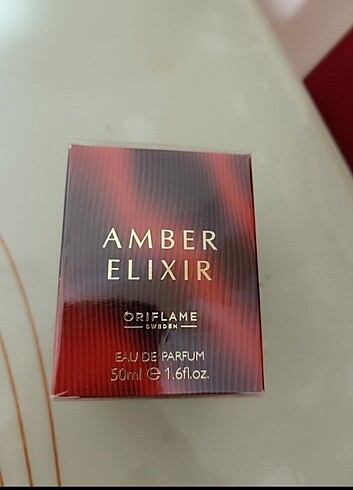 AMBER
ELIXIR
ORIFLAME
SWEDEN
EAU DE PARFUM
50ml ℮ 1.6fl.oz.